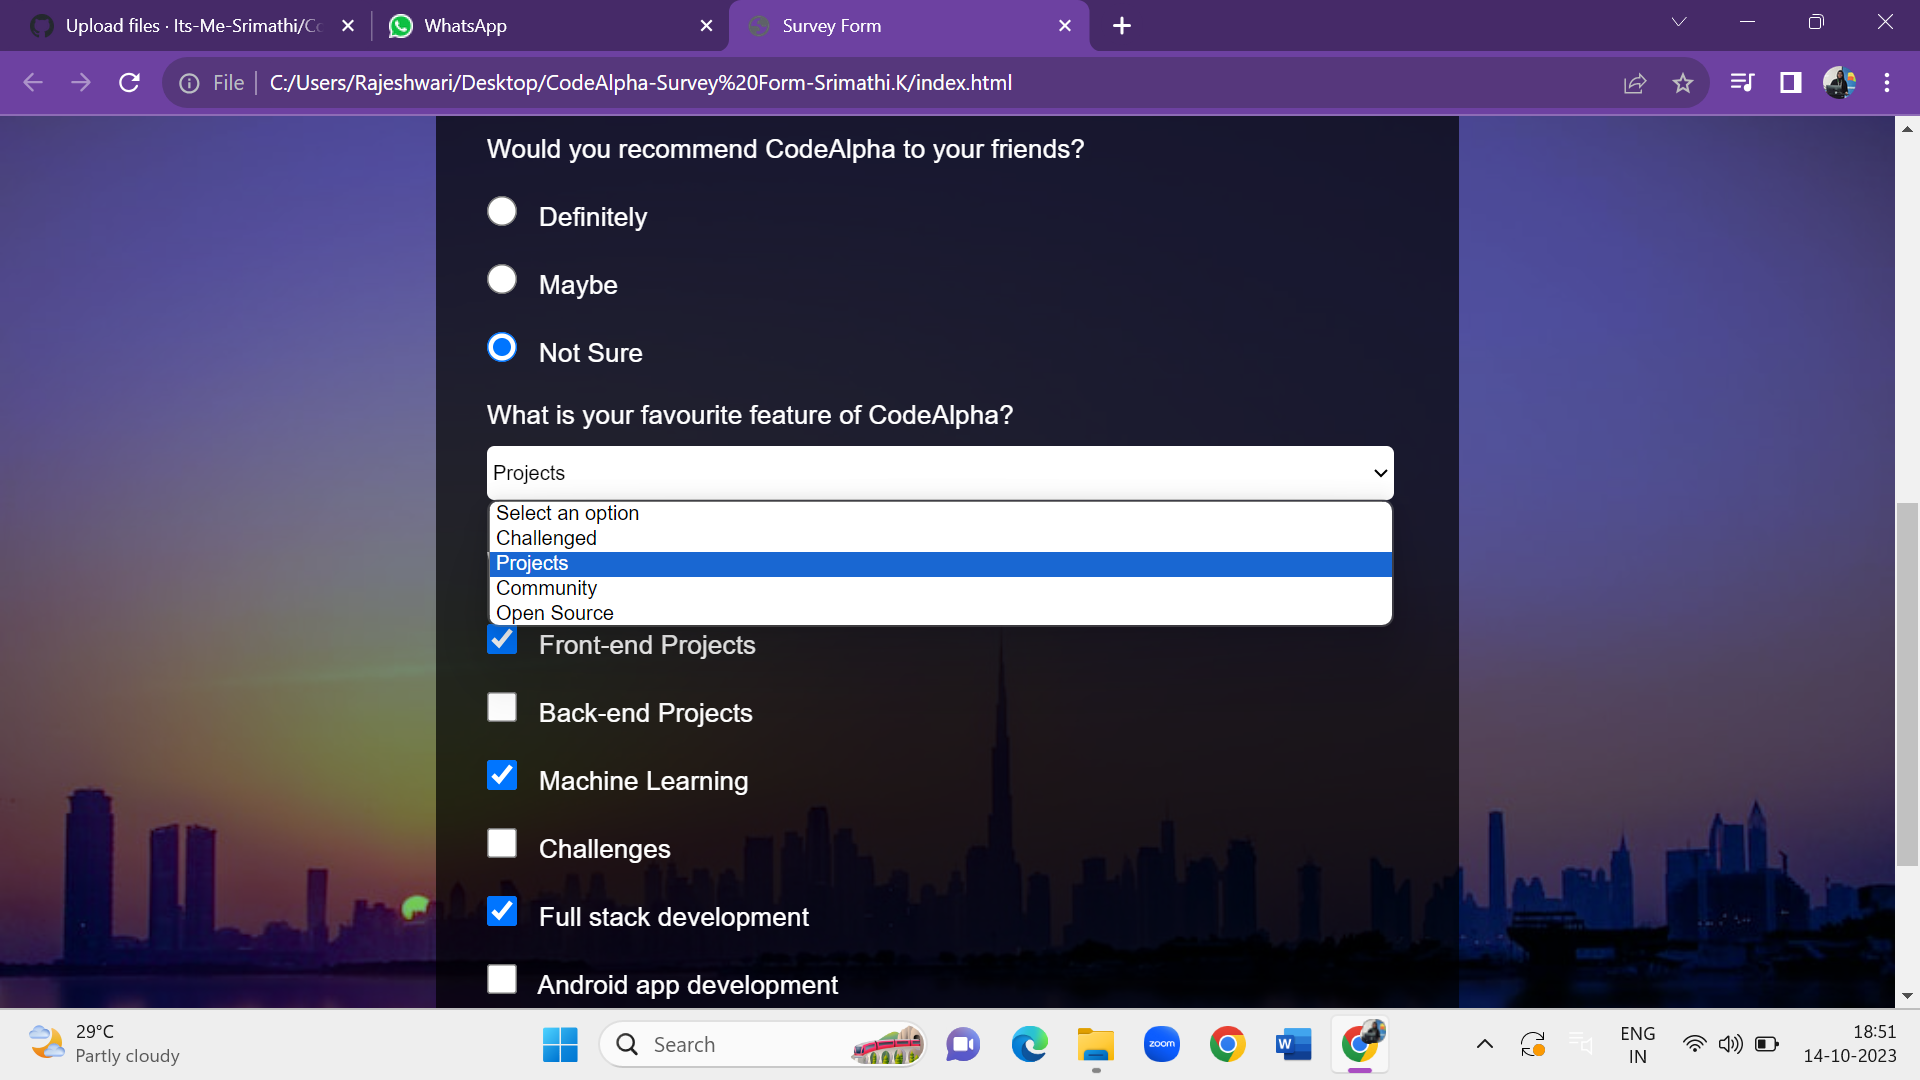 Upload files · Its-Me-Srimathi/Co
WhatsApp
Survey Form
File
C:/Users/Rajeshwari/Desktop/CodeAlpha-Survey%20Form-Srimathi.K/index.html
Would you recommend CodeAlpha to your friends?
Definitely
Maybe
Not Sure
What is your favourite feature of CodeAlpha?
Projects
Select an option
Challenged
Projects
Community
Open Source
Front-end Projects
Back-end Projects
Machine Learning
Challenges
Full stack development
Android app development
29°C
Partly cloudy
Search
zoom
W
ENG
IN
18:51
14-10-2023